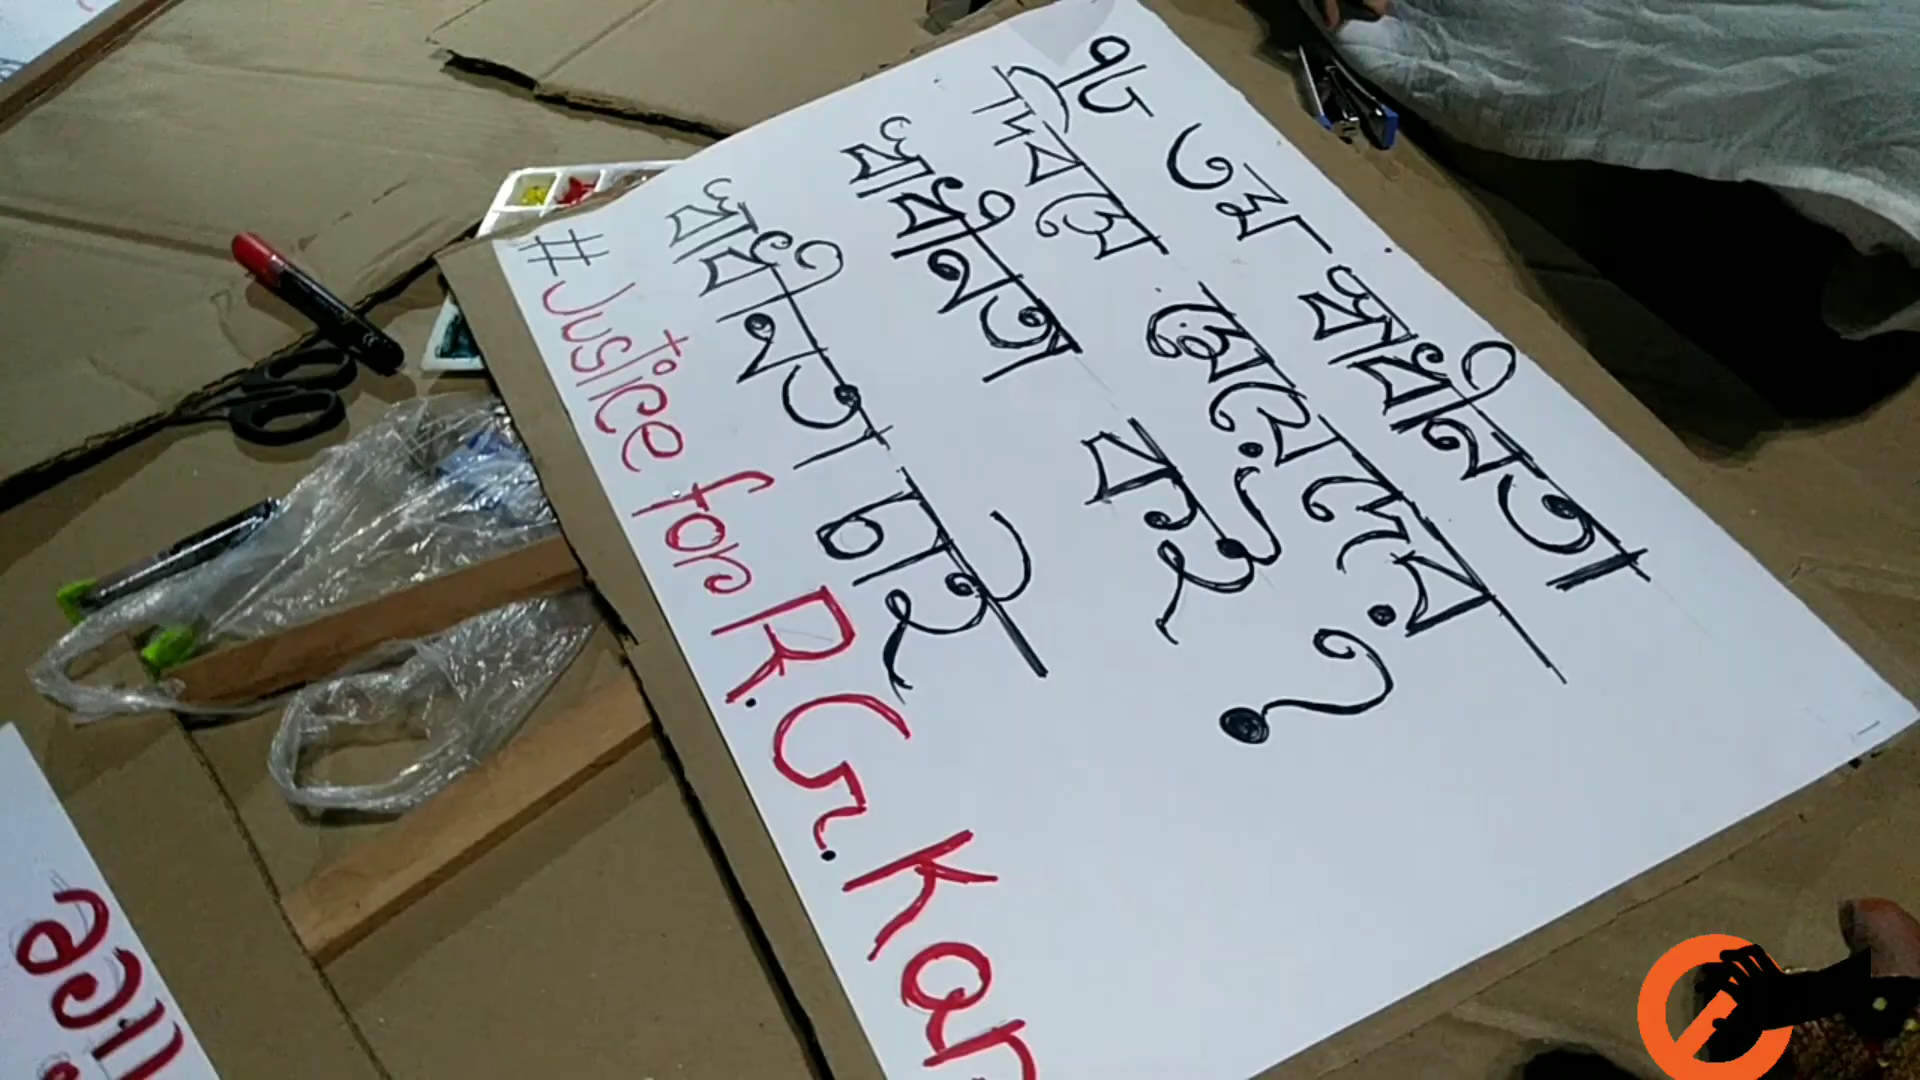 ৭৮ তম স্বাধীনতা
দিবসে মেয়েদের
স্বাধীনতা কই ?
স্বাধীনতা চাই
#Justice for R.G. Kar